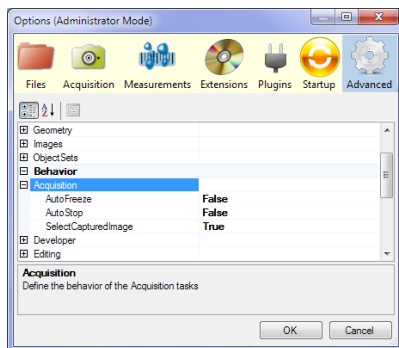 Options (Administrator Mode)
Files Acquisition Measurements Extensions Plugins Startup Advanced
Geometry
Images
ObjectSets
Behavior
Acquisition
AutoFreeze False
AutoStop False
SelectCapturedImage True
Developer
Editing
Acquisition
Define the behavior of the Acquisition tasks
OK Cancel